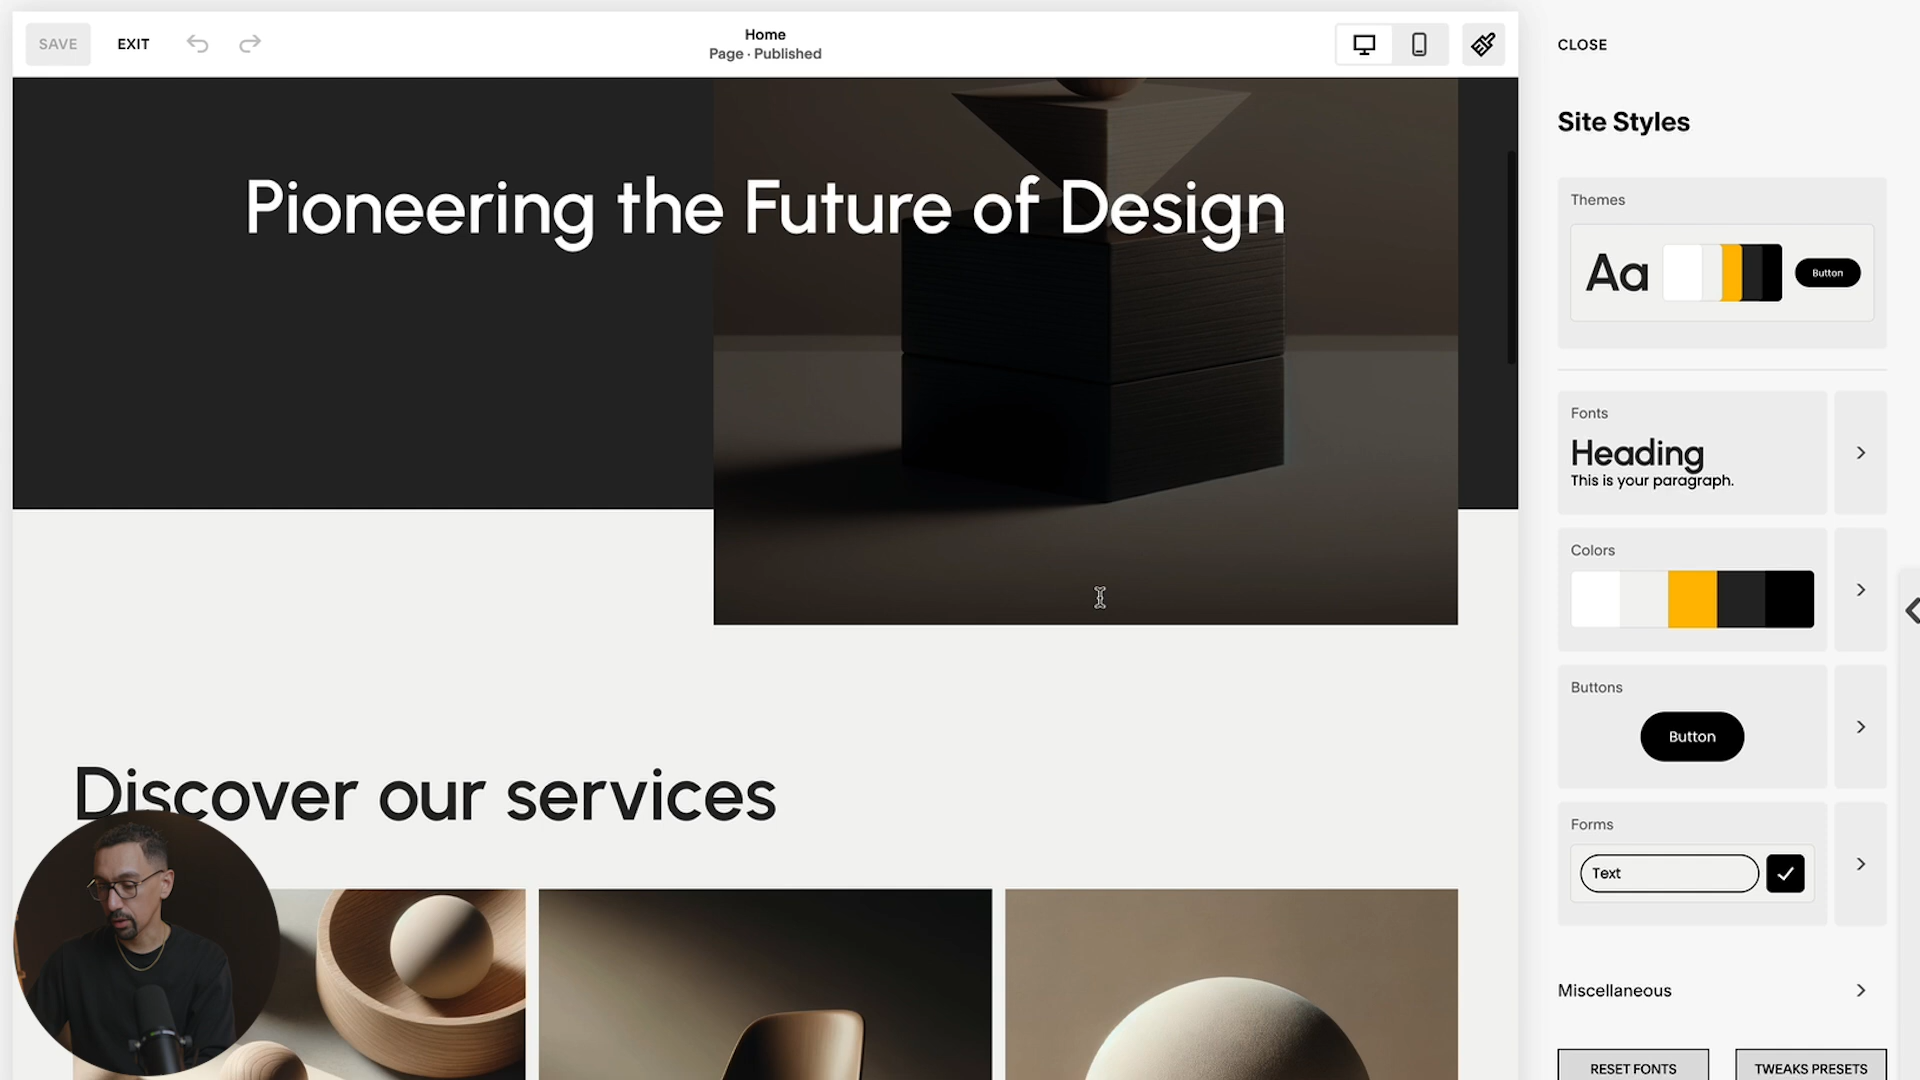 SAVE
EXIT
Home
Page · Published
CLOSE
Site Styles
Themes
Aa
Button
Pioneering the Future of Design
Fonts
Heading
This is your paragraph.
Colors
Buttons
Button
Discover our services
Forms
Text
Miscellaneous
RESET FONTS
TWEAKS PRESETS